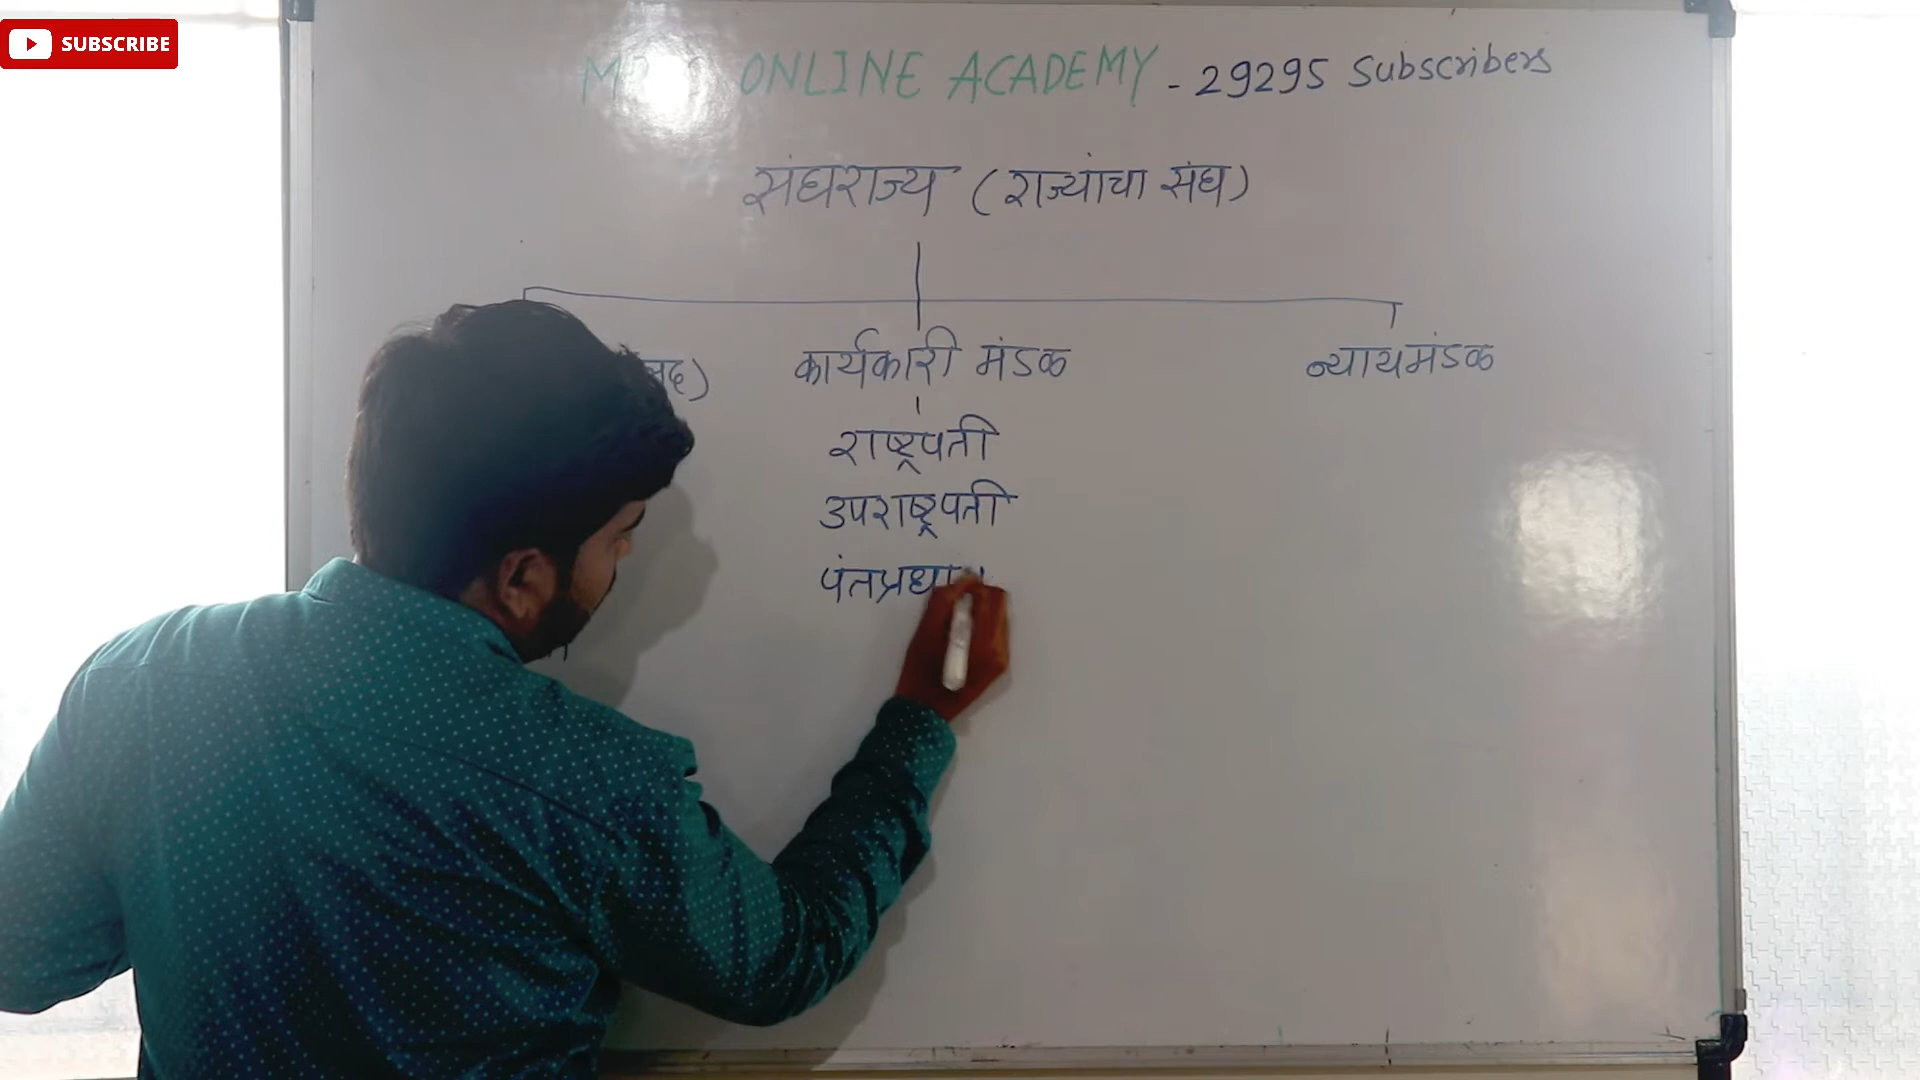 SUBSCRIBE
ONLINE ACADEMY - 29295 Subscribers
संघराज्य (राज्यांचा संघ)
कार्यकारी मंडळ न्यायमंडळ
राष्ट्रपती
उपराष्ट्रपती